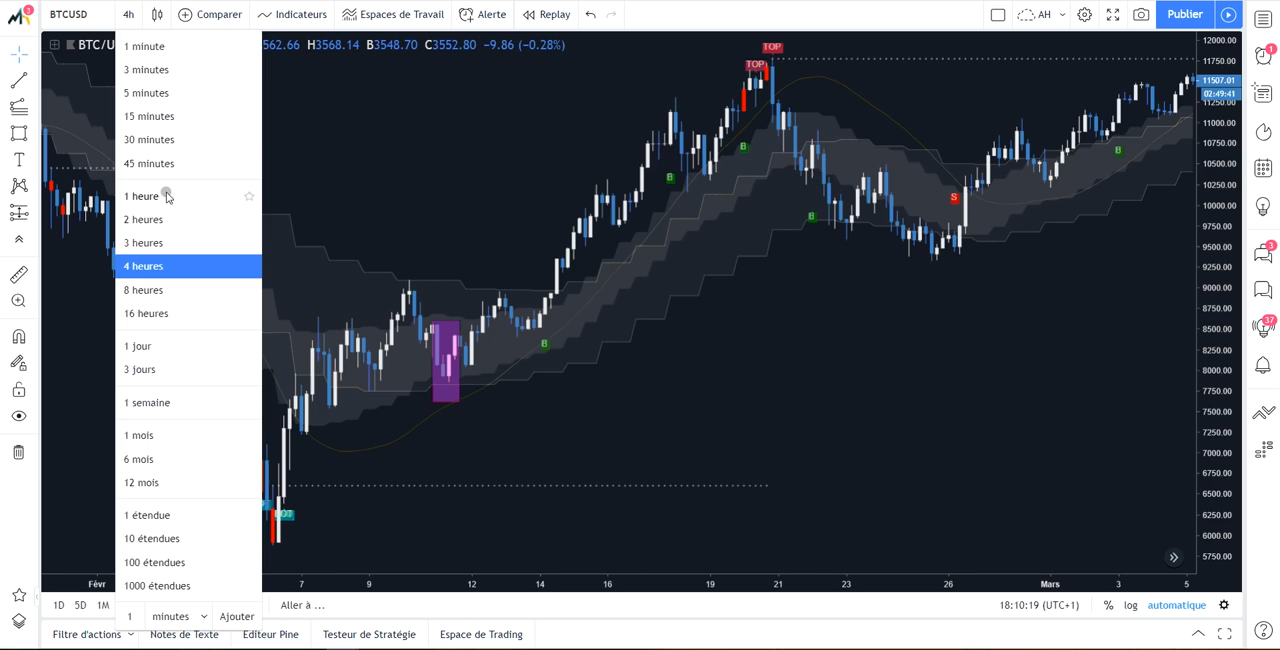 3
BTCUSD
4h
Comparer
Indicateurs
Espaces de Travail
Alerte
Replay
AH
Publier
BTC/U
562.66 H3568.14 B3548.70 C3552.80 −9.86 (−0.28%)
1 minute
3 minutes
5 minutes
15 minutes
30 minutes
45 minutes
1 heure
2 heures
3 heures
4 heures
8 heures
16 heures
1 jour
3 jours
1 semaine
1 mois
6 mois
12 mois
1 étendue
10 étendues
100 étendues
1000 étendues
1 minutes Ajouter
TOP
TOP
B
B
B
B
B
S
12000.00
11750.00
11507.01
02:49:41
11250.00
11000.00
10750.00
10500.00
10250.00
10000.00
9750.00
9500.00
9250.00
9000.00
8750.00
8500.00
8250.00
8000.00
7750.00
7500.00
7250.00
7000.00
6750.00
6500.00
6250.00
6000.00
5750.00
1
3
37
Févr 7 9 12 14 16 19 21 23 26 Mars 3 5
1D 5D 1M Aller à ... 18:10:19 (UTC+1) % log automatique
Filtre d'actions Notes de Texte Éditeur Pine Testeur de Stratégie Espace de Trading